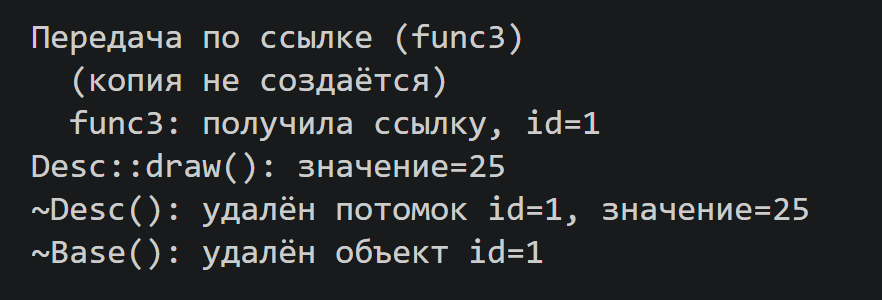 Передача по ссылке (func3)
(копия не создаётся)
func3: получила ссылку, id=1
Desc::draw(): значение=25
~Desc(): удалён потомок id=1, значение=25
~Base(): удалён объект id=1